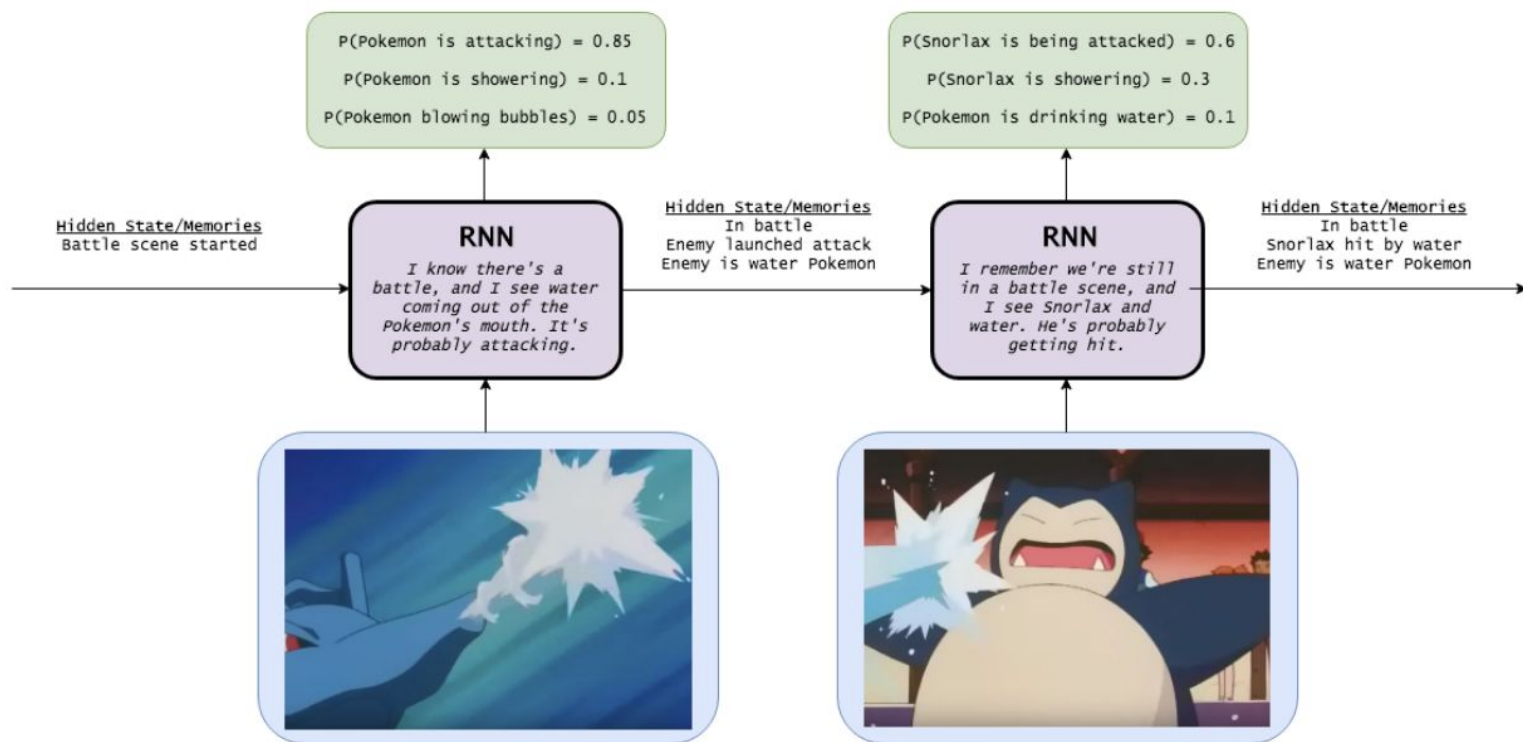 P(Pokemon is attacking) = 0.85
P(Pokemon is showering) = 0.1
P(Pokemon blowing bubbles) = 0.05
P(Snorlax is being attacked) = 0.6
P(Snorlax is showering) = 0.3
P(Pokemon is drinking water) = 0.1
Hidden State/Memories
Battle scene started
RNN
I know there's a
battle, and I see water
coming out of the
Pokemon's mouth. It's
probably attacking.
Hidden State/Memories
In battle
Enemy launched attack
Enemy is water Pokemon
RNN
I remember we're still
in a battle scene, and
I see Snorlax and
water. He's probably
getting hit.
Hidden State/Memories
In battle
Snorlax hit by water
Enemy is water Pokemon